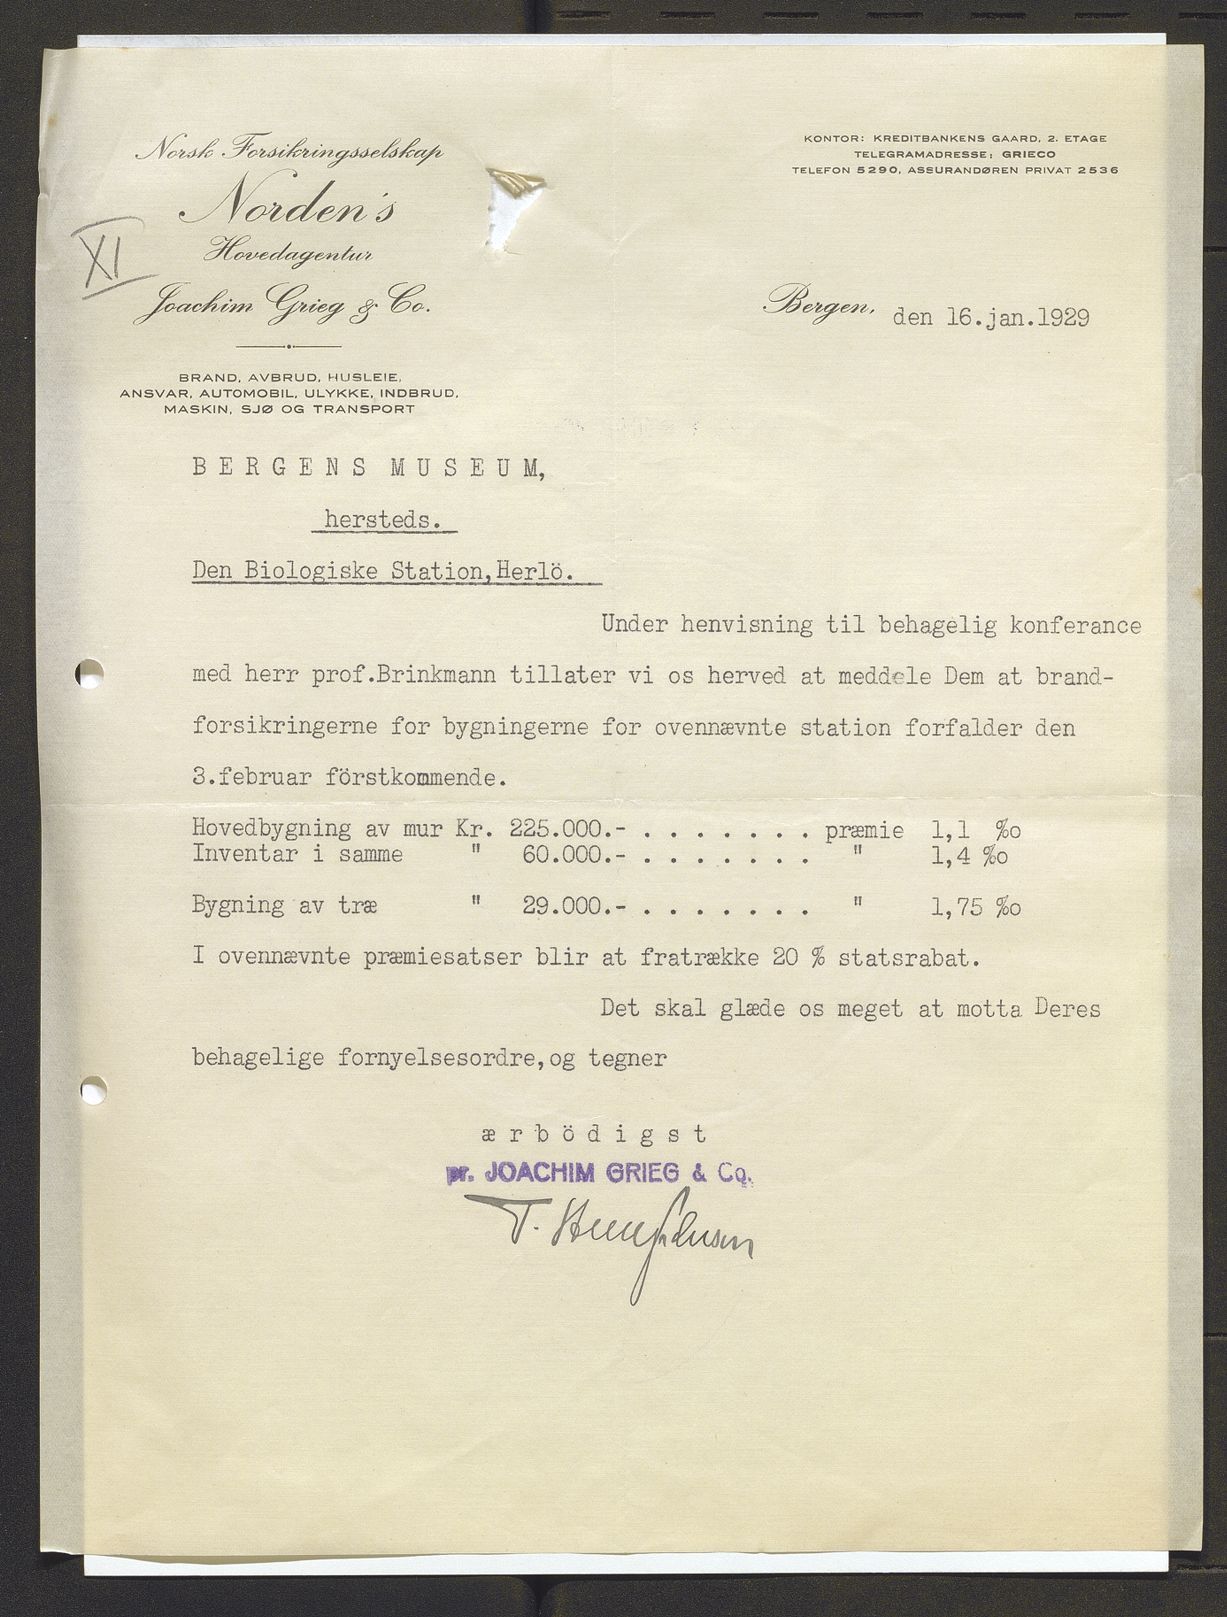 Norsk Forsikringsselskap
Norden's
Hovedagentur
Joachim Grieg & Co.
BRAND, AVBRUD, HUSLEIE,
ANSVAR, AUTOMOBIL, ULYKKE, INDBRUD,
MASKIN, SJØ OG TRANSPORT
XI
KONTOR: KREDITBANKENS GAARD, 2. ETAGE
TELEGRAMADRESSE: GRIECO
TELEFON 5290, ASSURANDØREN PRIVAT 2536
Bergen, den 16.jan.1929
BERGENS MUSEUM,
hersteds.
Den Biologiske Station,Herlö.
Under henvisning til behagelig konferance
med herr prof.Brinkmann tillater vi os herved at meddele Dem at brand-
forsikringerne for bygningerne for ovennævnte station forfalder den
3.februar förstkommende.
Hovedbygning av mur Kr. 225.000.- . . . . . . . præmie 1,1 ‰
Inventar i samme " 60.000.- . . . . . . . " 1,4 ‰
Bygning av træ " 29.000.- . . . . . . . " 1,75 ‰
I ovennævnte præmiesatser blir at fratrække 20 % statsrabat.
Det skal glæde os meget at motta Deres
behagelige fornyelsesordre,og tegner
ærbödigst
pr. JOACHIM GRIEG & Co.
T.